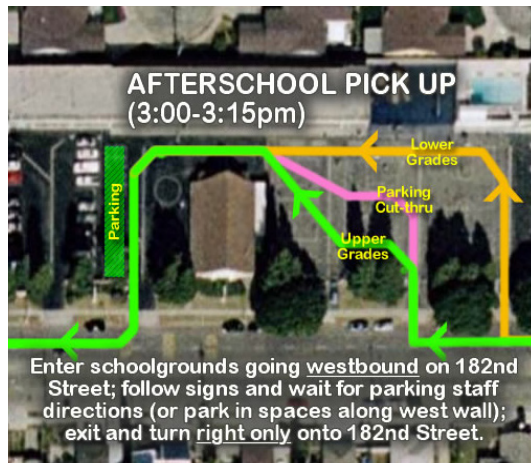 AFTERSCHOOL PICK UP
(3:00-3:15pm)
Lower
Grades
Parking
Parking
Cut-thru
Upper
Grades
Enter schoolgrounds going westbound on 182nd
Street; follow signs and wait for parking staff
directions (or park in spaces along west wall);
exit and turn right only onto 182nd Street.